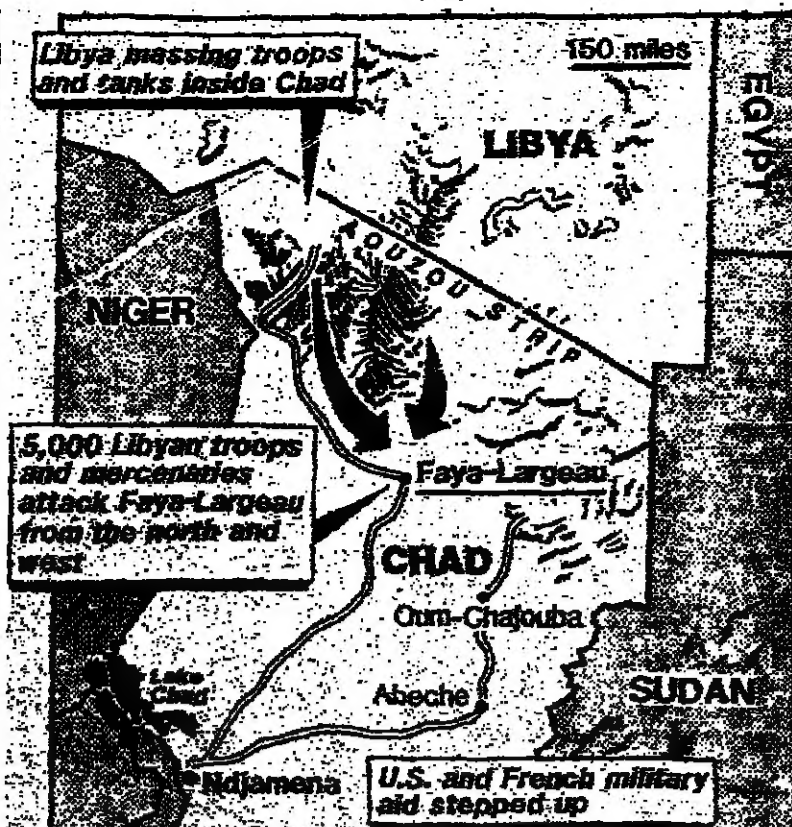 Libya massing troops
and tanks inside Chad
150 miles
EGYPT
LIBYA
AOUZOU STRIP
NIGER
5,000 Libyan troops
and mercenaries
attack Faya-Largeau
from the north and
west
Faya-Largeau
CHAD
Oum-Chalouba
Lake
Chad
Abeche
SUDAN
Ndjamena
U.S. and French military
aid stepped up